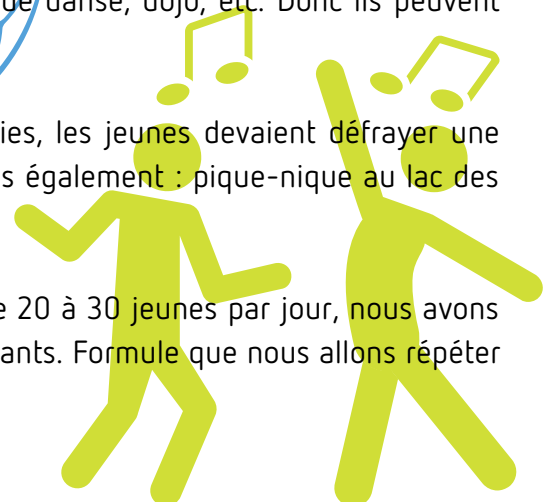 de danse, dojo, etc. Donc ils peuvent
ies, les jeunes devaient défrayer une
s également : pique-nique au lac des
e 20 à 30 jeunes par jour, nous avons
ants. Formule que nous allons répéter